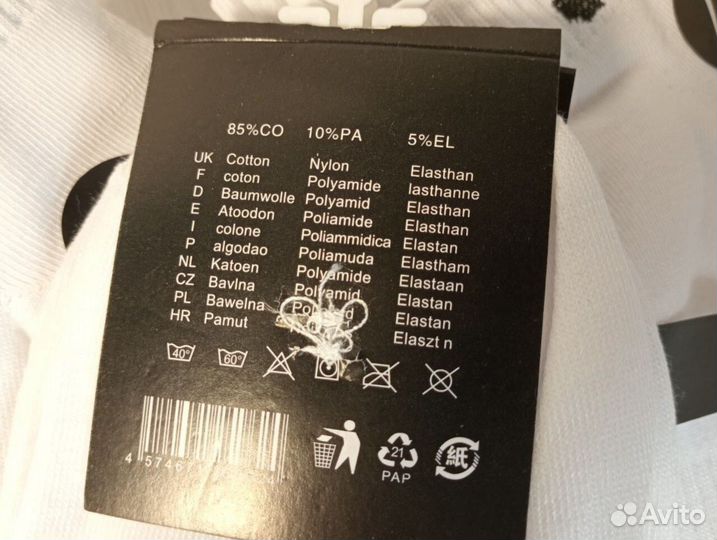 85%CO 10%PA 5%EL
UK Cotton Nylon Elasthan
F coton Polyamide lasthanne
D Baumwolle Polyamid Elasthan
E Atoodon Poliamide Elasthan
I colone Poliammidica Elastan
P algodao Poliamuda Elastham
NL Katoen Polyamide Elastaan
CZ Bavlna Polyamid Elastan
PL Bawelna Elastan
HR Pamut Elaszt n
40° 60°
4 5746
21
PAP
紙
Avito